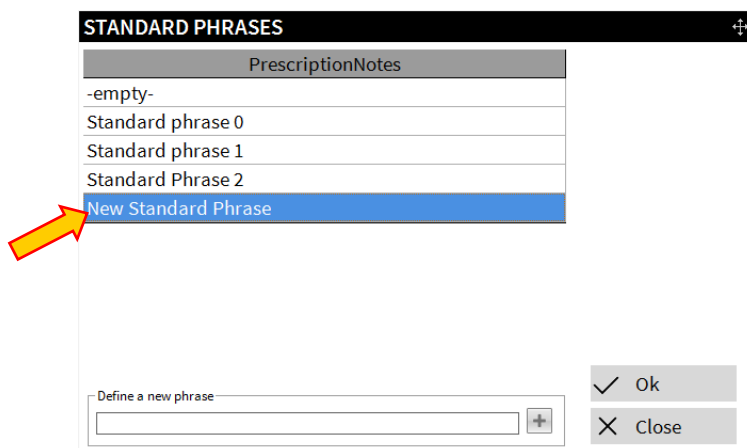 STANDARD PHRASES
PrescriptionNotes
-empty-
Standard phrase 0
Standard phrase 1
Standard Phrase 2
New Standard Phrase
Ok
Define a new phrase
Close